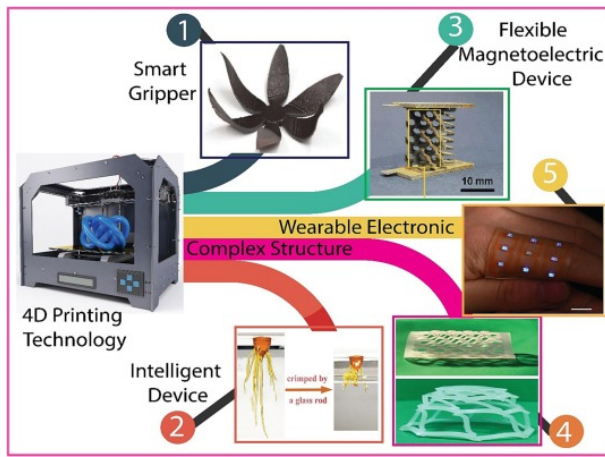 1
Smart
Gripper
3
Flexible
Magnetoelectric
Device
10 mm
5
Wearable Electronic
Complex Structure
4D Printing
Technology
Intelligent
Device
2
crimped by
a glass rod
4